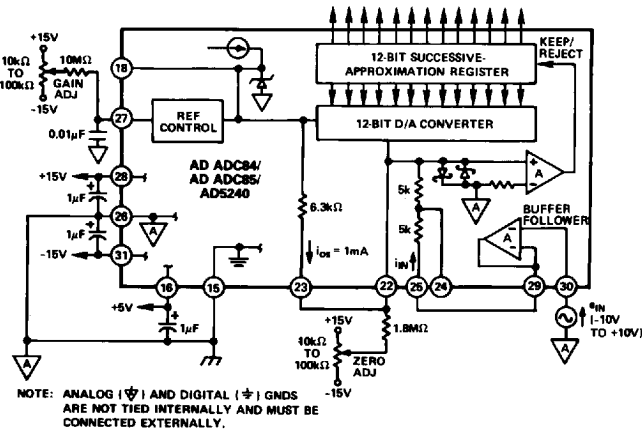 +15V
10kΩ
TO
100kΩ
10MΩ
GAIN
ADJ
-15V
0.01μF
18
27
REF
CONTROL
12-BIT SUCCESSIVE-
APPROXIMATION REGISTER
KEEP/
REJECT
12-BIT D/A CONVERTER
AD ADC84/
AD ADC85/
AD5240
+15V
28
1μF
26
A
1μF
-15V
31
6.3kΩ
iOS = 1mA
5k
5k
iIN
+
A
−
A
BUFFER
FOLLOWER
A
−
+5V
16
15
23
22
25
24
29
30
1μF
A
+15V
10kΩ
TO
100kΩ
1.8MΩ
ZERO
ADJ
-15V
eIN
(-10V
TO +10V)
A
NOTE: ANALOG (A) AND DIGITAL (⏚) GNDS
ARE NOT TIED INTERNALLY AND MUST BE
CONNECTED EXTERNALLY.